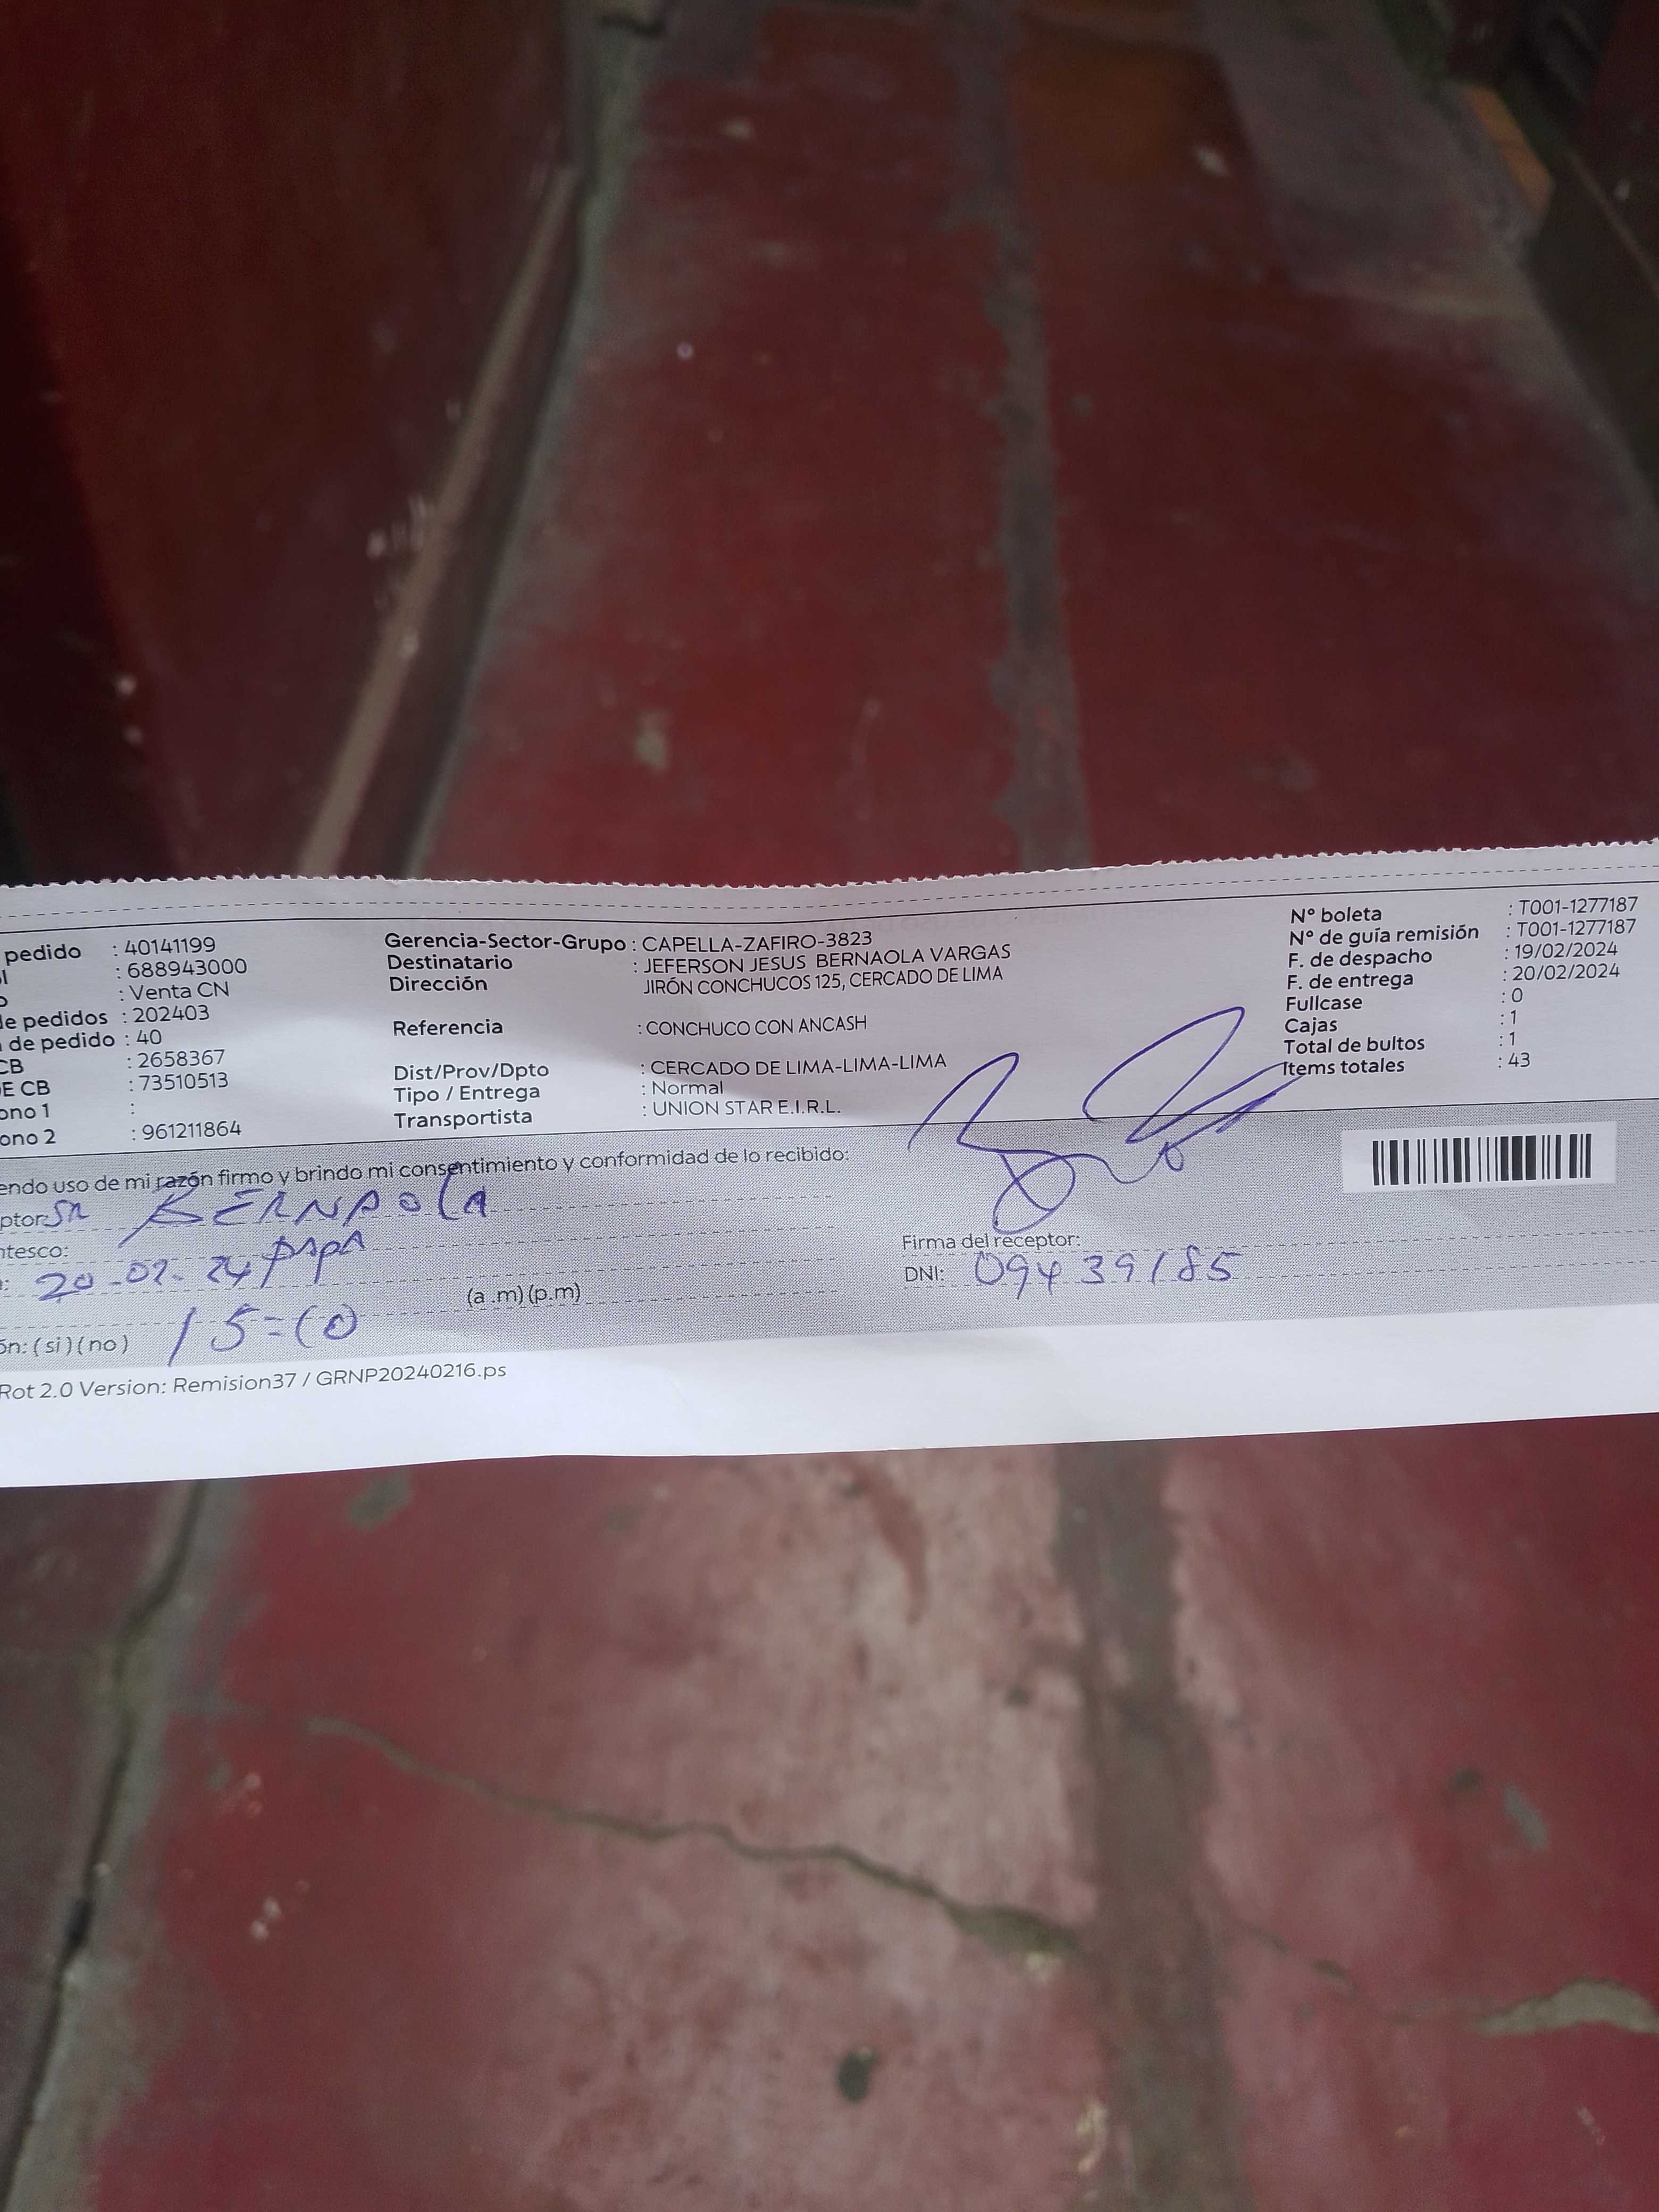 pedido : 40141199
: 688943000
: Venta CN
de pedidos : 202403
de pedido : 40
CB : 2658367
E CB : 73510513
ono 1 :
ono 2 : 961211864
Gerencia-Sector-Grupo : CAPELLA-ZAFIRO-3823
Destinatario : JEFERSON JESUS BERNAOLA VARGAS
Dirección JIRÓN CONCHUCOS 125, CERCADO DE LIMA
Referencia : CONCHUCO CON ANCASH
Dist/Prov/Dpto : CERCADO DE LIMA-LIMA-LIMA
Tipo / Entrega : Normal
Transportista : UNION STAR E.I.R.L.
Nº boleta : T001-1277187
Nº de guía remisión : T001-1277187
F. de despacho : 19/02/2024
F. de entrega : 20/02/2024
Fullcase : 0
Cajas : 1
Total de bultos : 1
Items totales : 43
endo uso de mi razón firmo y brindo mi consentimiento y conformidad de lo recibido:
ptor: SR BERNAOLA
ntesco: PAPA
: 20-02-24
15=10 (a .m) (p.m)
ón: ( si ) ( no )
Firma del receptor:
DNI: 09439185
Rot 2.0 Version: Remision37 / GRNP20240216.ps